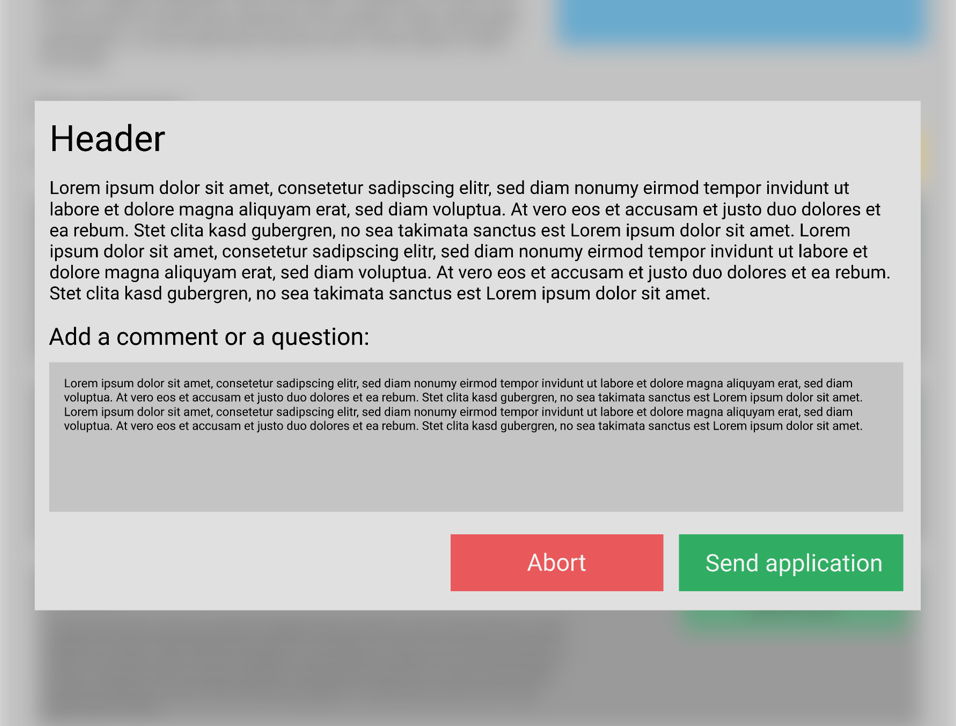 Header
Lorem ipsum dolor sit amet, consetetur sadipscing elitr, sed diam nonumy eirmod tempor invidunt ut
labore et dolore magna aliquyam erat, sed diam voluptua. At vero eos et accusam et justo duo dolores et
ea rebum. Stet clita kasd gubergren, no sea takimata sanctus est Lorem ipsum dolor sit amet. Lorem
ipsum dolor sit amet, consetetur sadipscing elitr, sed diam nonumy eirmod tempor invidunt ut labore et
dolore magna aliquyam erat, sed diam voluptua. At vero eos et accusam et justo duo dolores et ea rebum.
Stet clita kasd gubergren, no sea takimata sanctus est Lorem ipsum dolor sit amet.
Add a comment or a question:
Lorem ipsum dolor sit amet, consetetur sadipscing elitr, sed diam nonumy eirmod tempor invidunt ut labore et dolore magna aliquyam erat, sed diam
voluptua. At vero eos et accusam et justo duo dolores et ea rebum. Stet clita kasd gubergren, no sea takimata sanctus est Lorem ipsum dolor sit amet.
Lorem ipsum dolor sit amet, consetetur sadipscing elitr, sed diam nonumy eirmod tempor invidunt ut labore et dolore magna aliquyam erat, sed diam
voluptua. At vero eos et accusam et justo duo dolores et ea rebum. Stet clita kasd gubergren, no sea takimata sanctus est Lorem ipsum dolor sit amet.
Abort
Send application